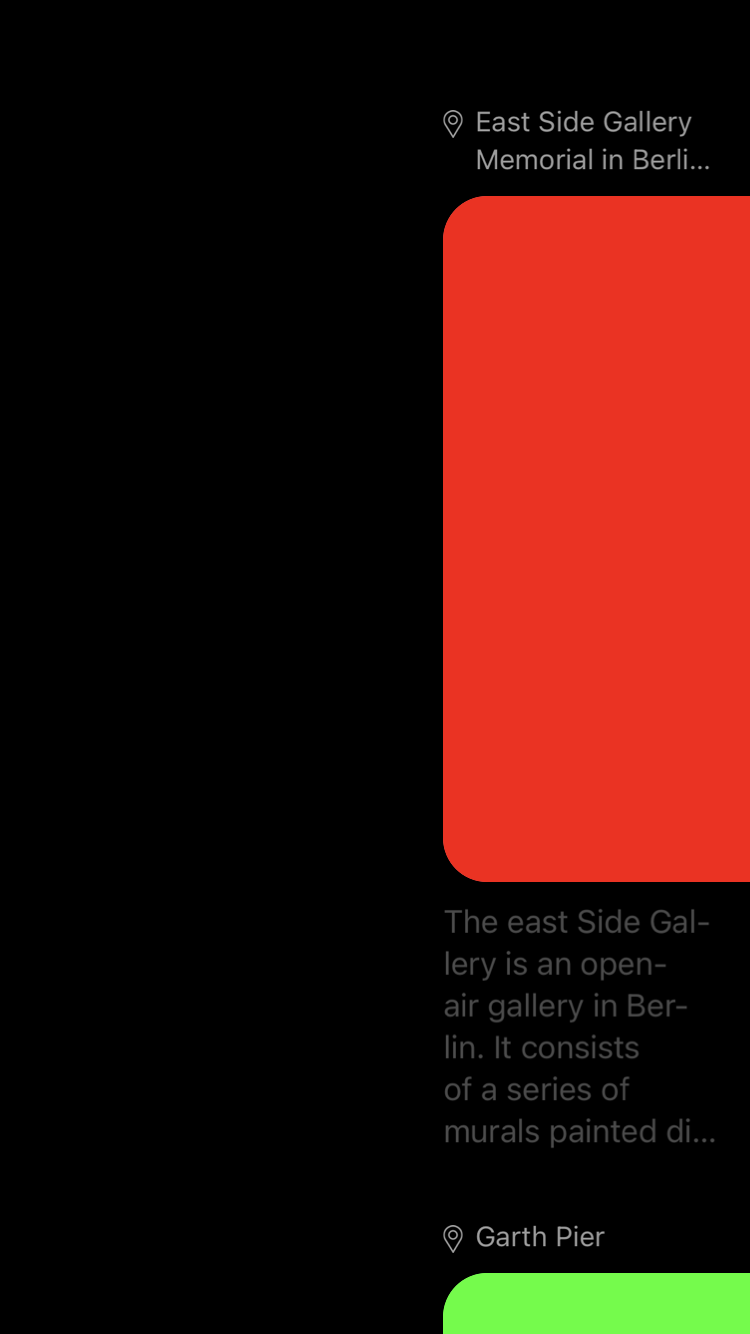 East Side Gallery
Memorial in Berli...
The east Side Gal-
lery is an open-
air gallery in Ber-
lin. It consists
of a series of
murals painted di...
Garth Pier